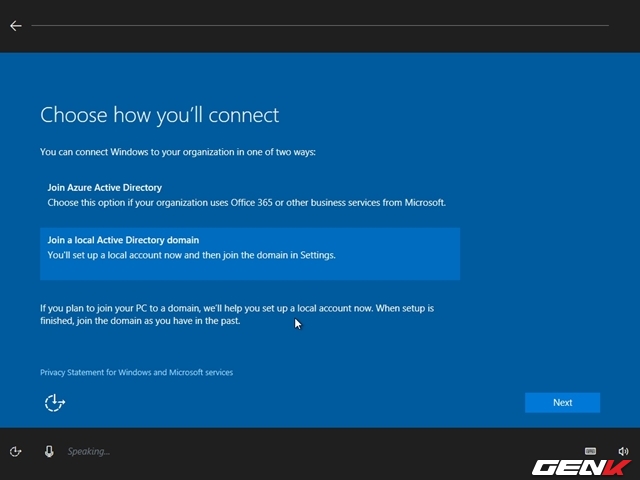 Choose how you'll connect
You can connect Windows to your organization in one of two ways:
Join Azure Active Directory
Choose this option if your organization uses Office 365 or other business services from Microsoft.
Join a local Active Directory domain
You'll set up a local account now and then join the domain in Settings.
If you plan to join your PC to a domain, we'll help you set up a local account now. When setup is
finished, join the domain as you have in the past.
Privacy Statement for Windows and Microsoft services
Next
Speaking...
GENK